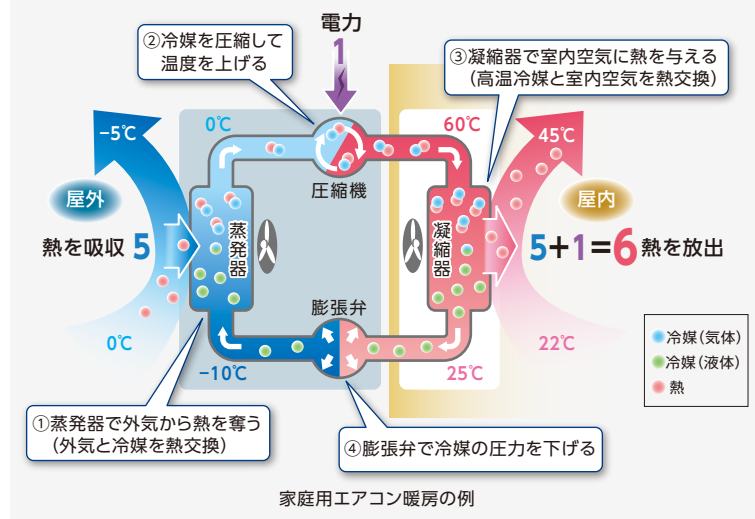 電力
1
②冷媒を圧縮して
温度を上げる
③凝縮器で室内空気に熱を与える
(高温冷媒と室内空気を熱交換)
−5℃
0℃
60℃
45℃
圧縮機
屋外
屋内
熱を吸収 5
蒸発器
凝縮器
5+1=6 熱を放出
膨張弁
0℃
−10℃
25℃
22℃
冷媒(気体)
冷媒(液体)
熱
①蒸発器で外気から熱を奪う
(外気と冷媒を熱交換)
④膨張弁で冷媒の圧力を下げる
家庭用エアコン暖房の例